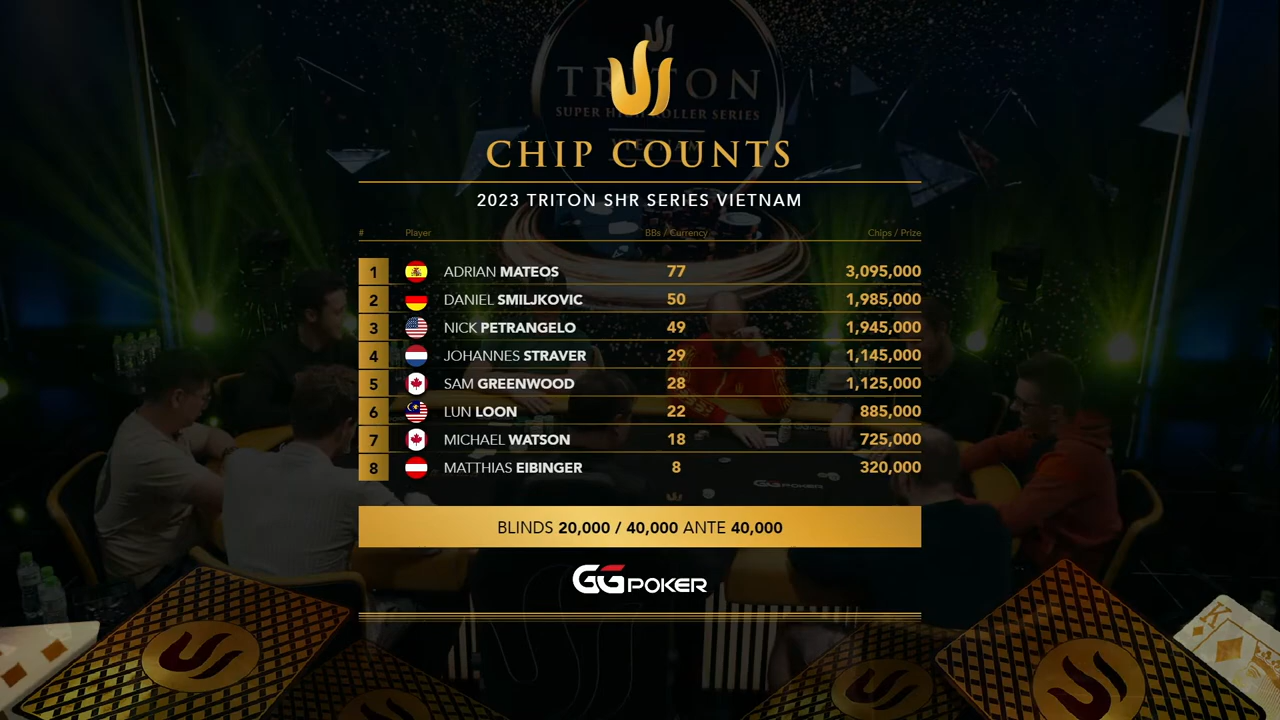 TRITON
SUPER HIGH ROLLER SERIES
CHIP COUNTS
2023 TRITON SHR SERIES VIETNAM
# Player BBs / Currency Chips / Prize
1 ADRIAN MATEOS 77 3,095,000
2 DANIEL SMILJKOVIC 50 1,985,000
3 NICK PETRANGELO 49 1,945,000
4 JOHANNES STRAVER 29 1,145,000
5 SAM GREENWOOD 28 1,125,000
6 LUN LOON 22 885,000
7 MICHAEL WATSON 18 725,000
8 MATTHIAS EIBINGER 8 320,000
GGPOKER
BLINDS 20,000 / 40,000 ANTE 40,000
GGPOKER
K